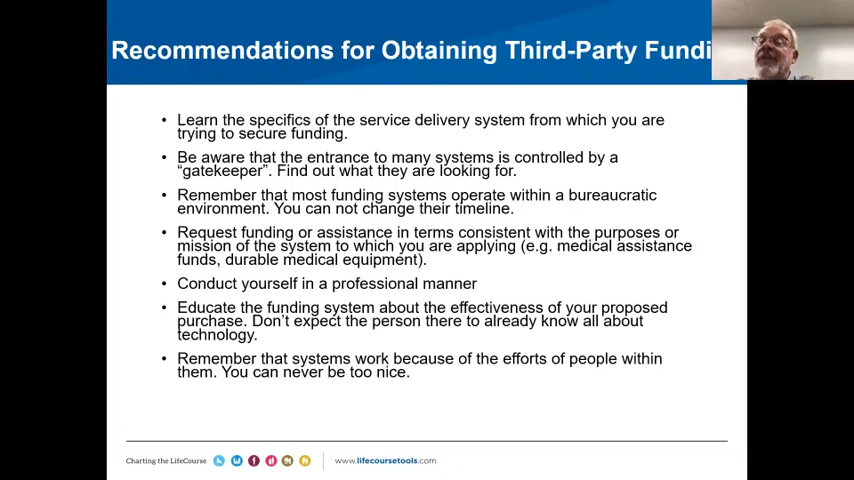 Recommendations for Obtaining Third-Party Fundi
• Learn the specifics of the service delivery system from which you are
trying to secure funding.
• Be aware that the entrance to many systems is controlled by a
“gatekeeper”. Find out what they are looking for.
• Remember that most funding systems operate within a bureaucratic
environment. You can not change their timeline.
• Request funding or assistance in terms consistent with the purposes or
mission of the system to which you are applying (e.g. medical assistance
funds, durable medical equipment).
• Conduct yourself in a professional manner
• Educate the funding system about the effectiveness of your proposed
purchase. Don’t expect the person there to already know all about
technology.
• Remember that systems work because of the efforts of people within
them. You can never be too nice.
Charting the LifeCourse
www.lifecoursetools.com